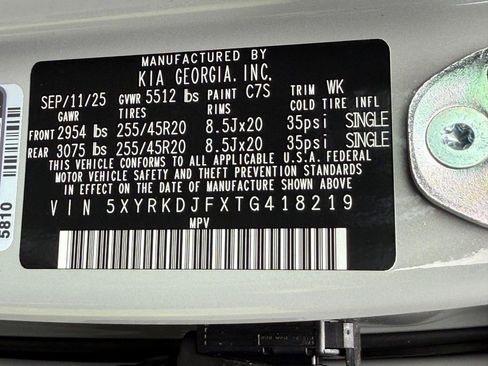 MANUFACTURED BY
KIA GEORGIA. INC.
SEP/11/25 GVWR 5512 lbs PAINT C7S TRIM WK
GAWR TIRES RIMS COLD TIRE INFL
FRONT 2954 lbs 255/45R20 8.5Jx20 35psi SINGLE
REAR 3075 lbs 255/45R20 8.5Jx20 35psi SINGLE
THIS VEHICLE CONFORMS TO ALL APPLICABLE U.S.A. FEDERAL
MOTOR VEHICLE SAFETY AND THEFT PREVENTION STANDARDS
IN EFFECT ON THE DATE OF MANUFACTURE SHOWN ABOVE.
VIN 5XYRKDJFXTG418219
MPV
5810